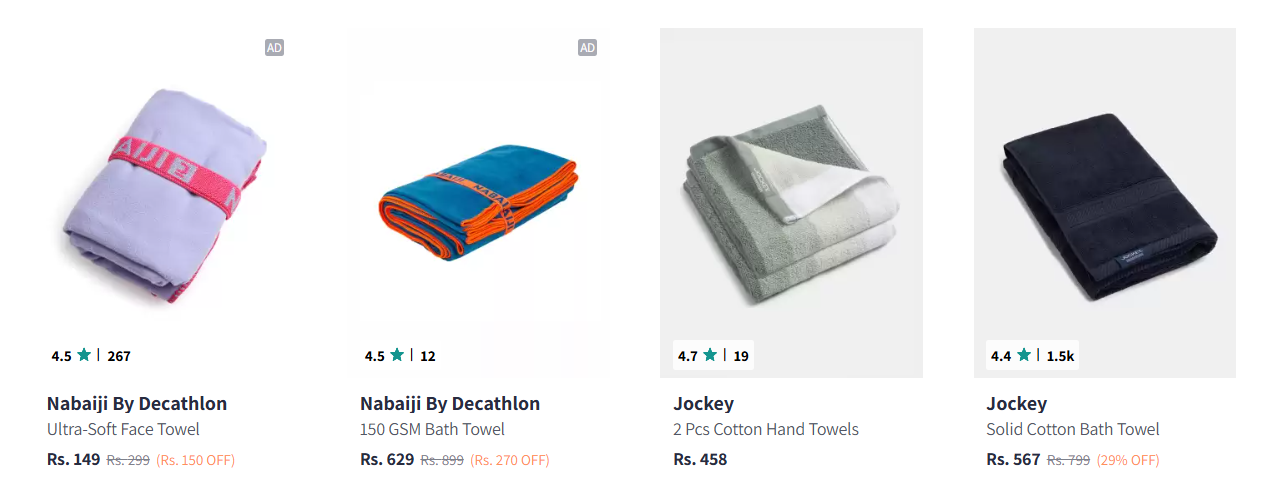 AD
AIJI N
4.5 | 267
Nabaiji By Decathlon
Ultra-Soft Face Towel
Rs. 149 Rs. 299 (Rs. 150 OFF)
AD
NABAIJI
4.5 | 12
Nabaiji By Decathlon
150 GSM Bath Towel
Rs. 629 Rs. 899 (Rs. 270 OFF)
4.7 | 19
Jockey
2 Pcs Cotton Hand Towels
Rs. 458
JOCKEY
4.4 | 1.5k
Jockey
Solid Cotton Bath Towel
Rs. 567 Rs. 799 (29% OFF)